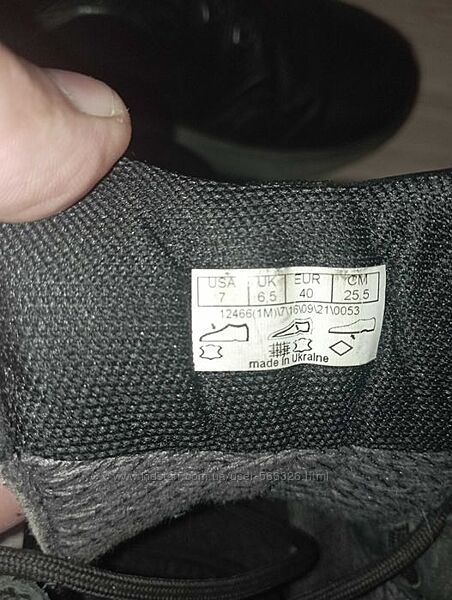 USA UK EUR CM
7 6,5 40 25,5
12466(1M)\7\16\09\21\0053
made in Ukraine